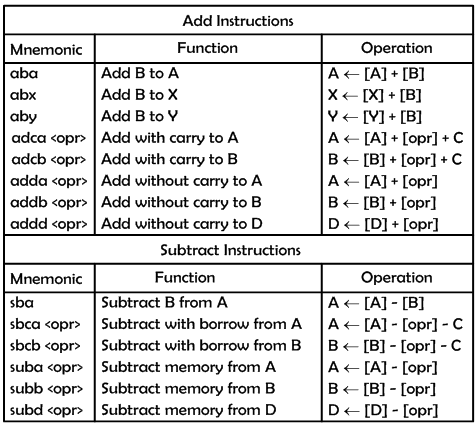 Add Instructions
Mnemonic Function Operation
aba Add B to A A ← [A] + [B]
abx Add B to X X ← [X] + [B]
aby Add B to Y Y ← [Y] + [B]
adca <opr> Add with carry to A A ← [A] + [opr] + C
adcb <opr> Add with carry to B B ← [B] + [opr] + C
adda <opr> Add without carry to A A ← [A] + [opr]
addb <opr> Add without carry to B B ← [B] + [opr]
addd <opr> Add without carry to D D ← [D] + [opr]
Subtract Instructions
Mnemonic Function Operation
sba Subtract B from A A ← [A] - [B]
sbca <opr> Subtract with borrow from A A ← [A] - [opr] - C
sbcb <opr> Subtract with borrow from B B ← [B] - [opr] - C
suba <opr> Subtract memory from A A ← [A] - [opr]
subb <opr> Subtract memory from B B ← [B] - [opr]
subd <opr> Subtract memory from D D ← [D] - [opr]